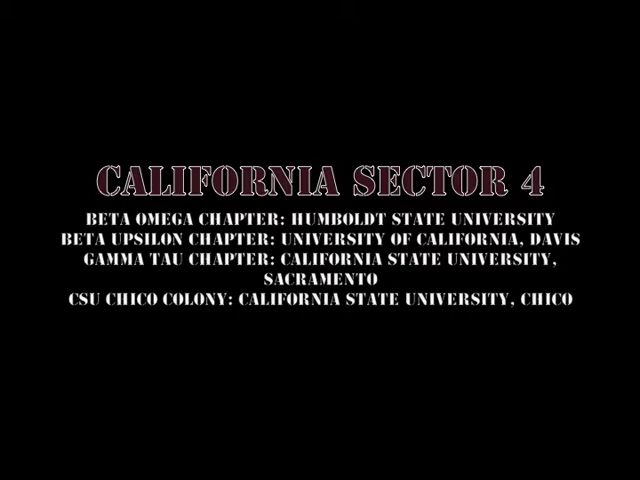 CALIFORNIA SECTOR 4
BETA OMEGA CHAPTER: HUMBOLDT STATE UNIVERSITY
BETA UPSILON CHAPTER: UNIVERSITY OF CALIFORNIA, DAVIS
GAMMA TAU CHAPTER: CALIFORNIA STATE UNIVERSITY,
SACRAMENTO
CSU CHICO COLONY: CALIFORNIA STATE UNIVERSITY, CHICO